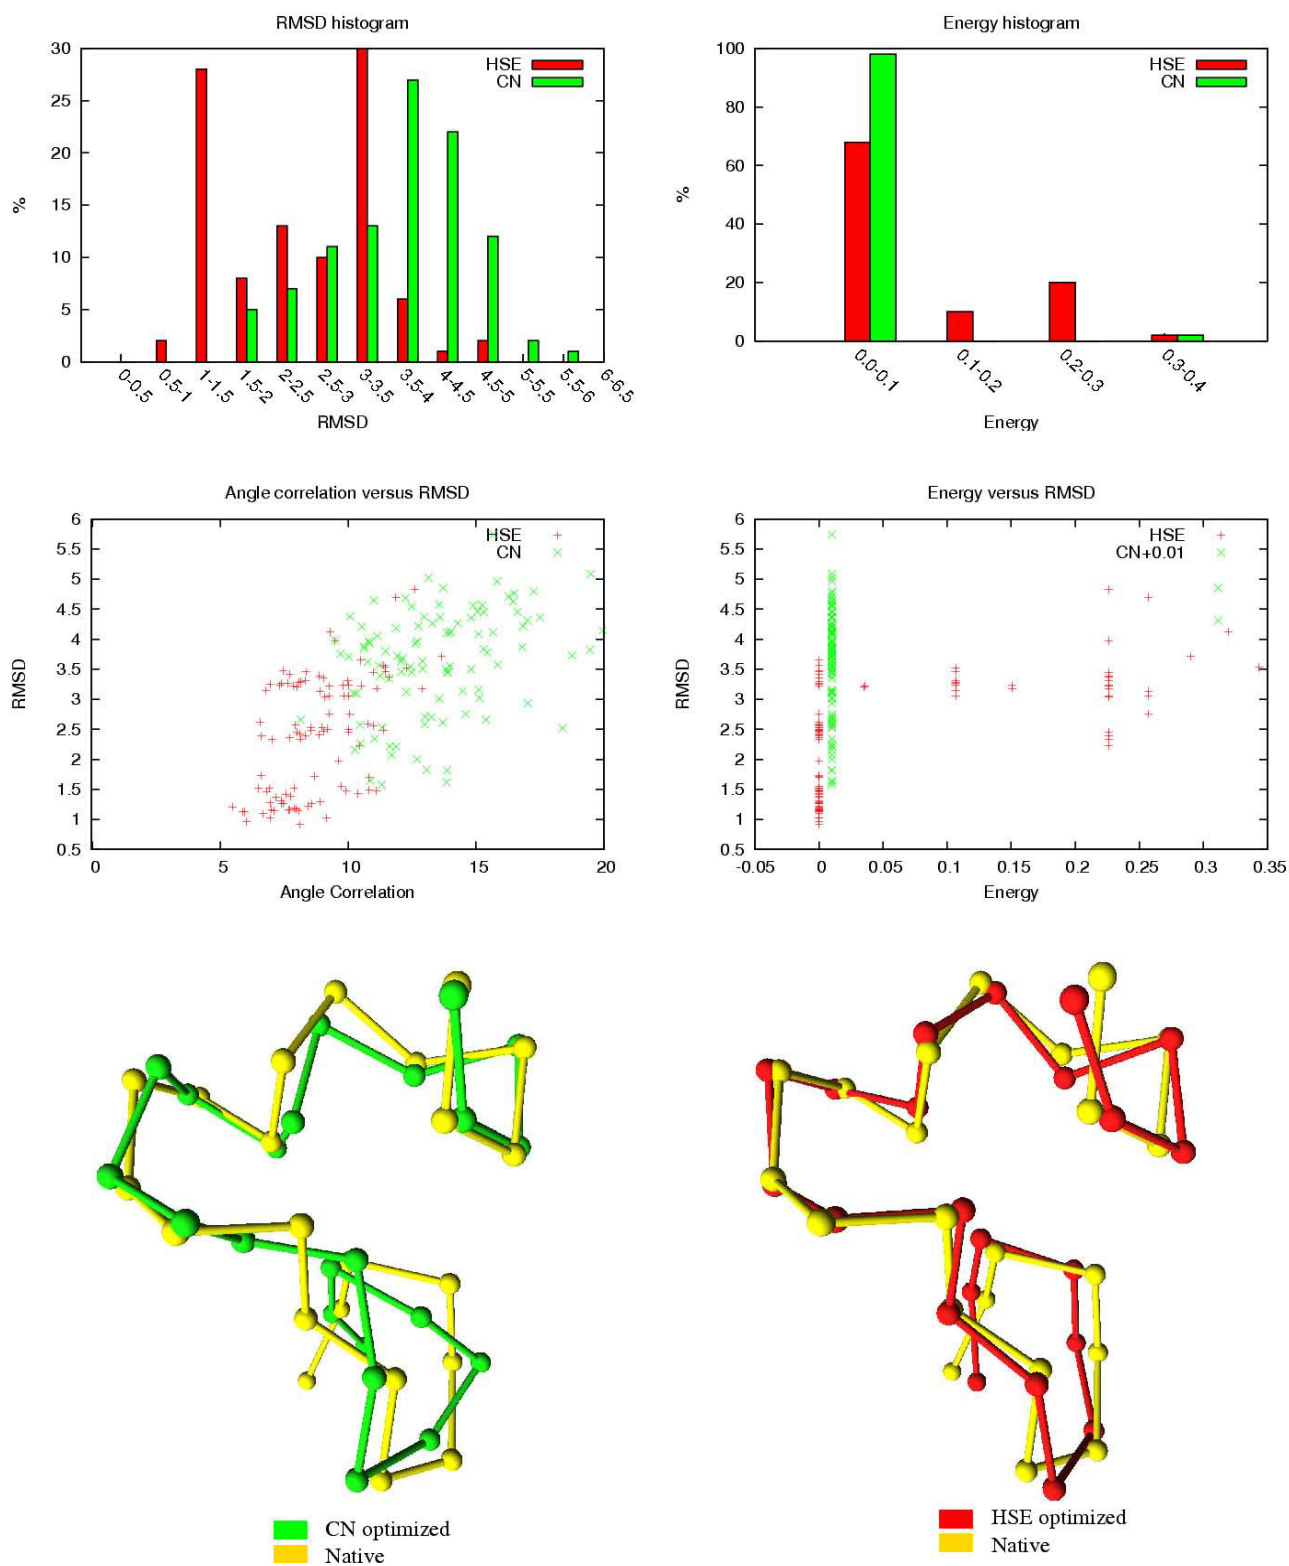 RMSD histogram
30
25
20
15
10
5
0
%
HSE
CN
0-0.5
0.5-1
1-1.5
1.5-2
2-2.5
2.5-3
3-3.5
3.5-4
4-4.5
4.5-5
5-5.5
5.5-6
6-6.5
RMSD
Energy histogram
100
80
60
40
20
0
%
HSE
CN
0.0-0.1
0.1-0.2
0.2-0.3
0.3-0.4
Energy
Angle correlation versus RMSD
6
5.5
5
4.5
4
3.5
3
2.5
2
1.5
1
0.5
RMSD
HSE
CN
0 5 10 15 20
Angle Correlation
Energy versus RMSD
6
5.5
5
4.5
4
3.5
3
2.5
2
1.5
1
0.5
RMSD
HSE
CN+0.01
-0.05 0 0.05 0.1 0.15 0.2 0.25 0.3 0.35
Energy
CN optimized
Native
HSE optimized
Native